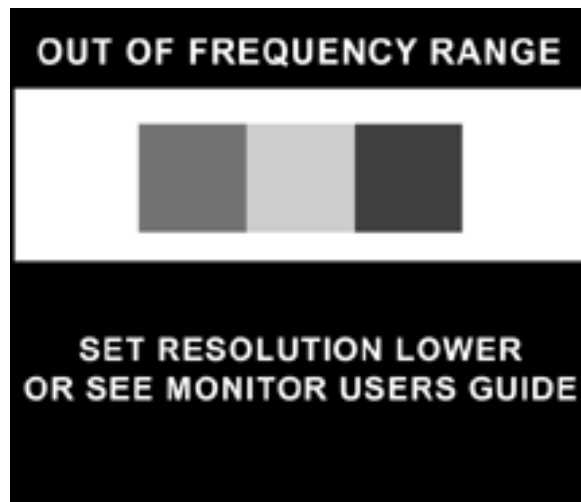 OUT OF FREQUENCY RANGE
SET RESOLUTION LOWER
OR SEE MONITOR USERS GUIDE